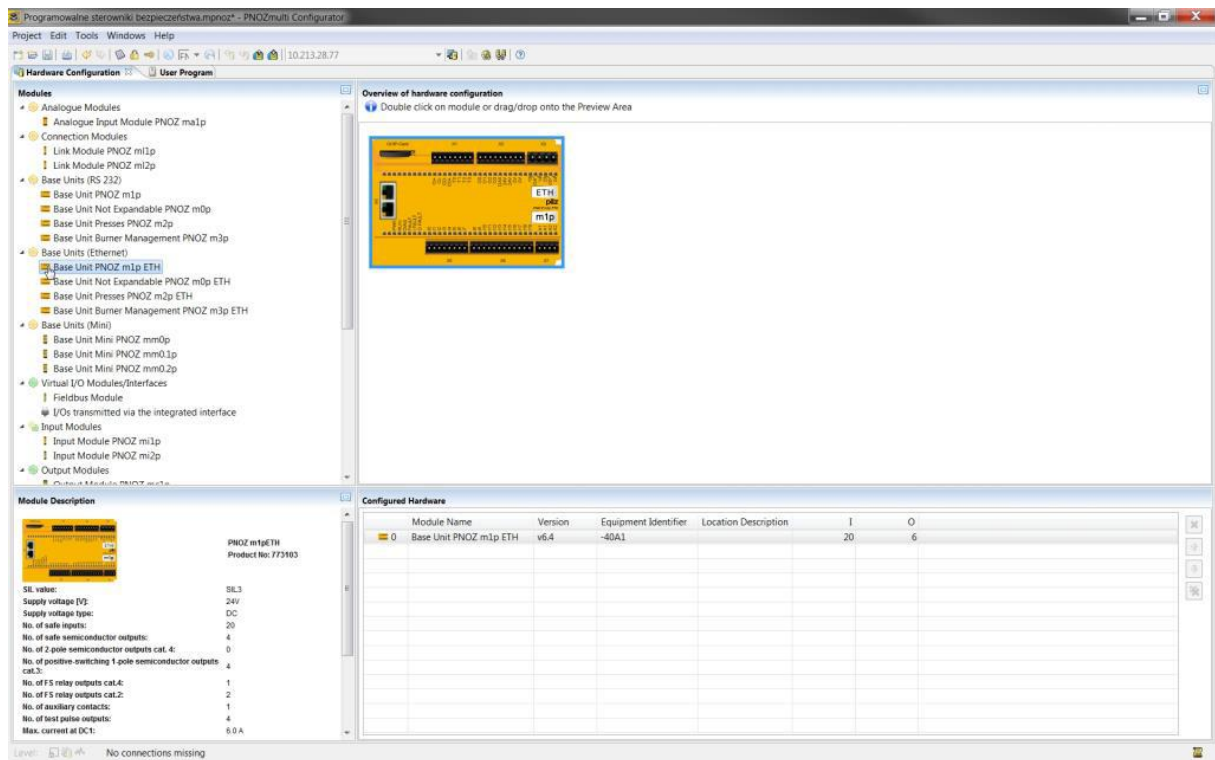 Programowalne sterowniki bezpieczeństwa.mpnoz* - PNOZmulti Configurator
Project Edit Tools Windows Help
10.213.28.77
Hardware Configuration User Program
Modules
Analogue Modules
Analogue Input Module PNOZ ma1p
Connection Modules
Link Module PNOZ ml1p
Link Module PNOZ ml2p
Base Units (RS 232)
Base Unit PNOZ m1p
Base Unit Not Expandable PNOZ m0p
Base Unit Presses PNOZ m2p
Base Unit Burner Management PNOZ m3p
Base Units (Ethernet)
Base Unit PNOZ m1p ETH
Base Unit Not Expandable PNOZ m0p ETH
Base Unit Presses PNOZ m2p ETH
Base Unit Burner Management PNOZ m3p ETH
Base Units (Mini)
Base Unit Mini PNOZ mm0p
Base Unit Mini PNOZ mm0.1p
Base Unit Mini PNOZ mm0.2p
Virtual I/O Modules/Interfaces
Fieldbus Module
I/Os transmitted via the integrated interface
Input Modules
Input Module PNOZ mi1p
Input Module PNOZ mi2p
Output Modules
Overview of hardware configuration
Double click on module or drag/drop onto the Preview Area
ETH
pilz
m1p
Module Description
PNOZ m1pETH
Product No: 773103
SIL value: SIL3
Supply voltage [V]: 24V
Supply voltage type: DC
No. of safe inputs: 20
No. of safe semiconductor outputs: 4
No. of 2-pole semiconductor outputs cat. 4: 0
No. of positive-switching 1-pole semiconductor outputs cat.3: 4
No. of FS relay outputs cat.4: 1
No. of FS relay outputs cat.2: 2
No. of auxiliary contacts: 1
No. of test pulse outputs: 4
Max. current at DC1: 6.0 A
Configured Hardware
Module Name Version Equipment Identifier Location Description I O
0 Base Unit PNOZ m1p ETH v6.4 -40A1 20 6
Level: No connections missing